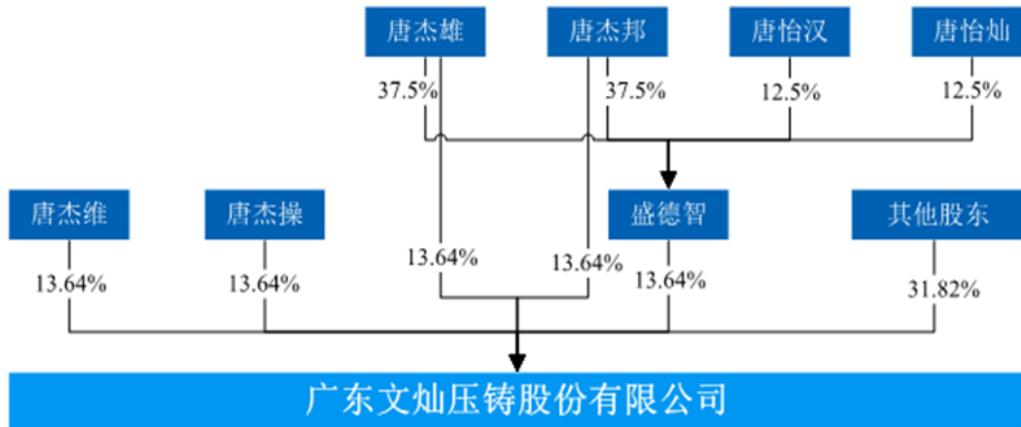 唐杰雄 唐杰邦 唐怡汉 唐怡灿
37.5% 37.5% 12.5% 12.5%
唐杰维 唐杰操 盛德智 其他股东
13.64% 13.64% 13.64% 13.64% 13.64% 31.82%
广东文灿压铸股份有限公司